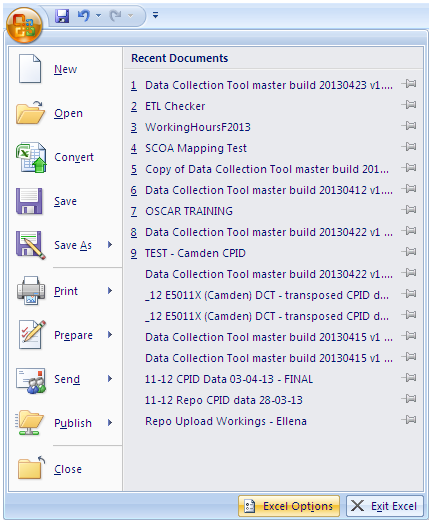 Recent Documents
New
Open
Convert
Save
Save As
Print
Prepare
Send
Publish
Close
1 Data Collection Tool master build 20130423 v1....
2 ETL Checker
3 WorkingHoursF2013
4 SCOA Mapping Test
5 Copy of Data Collection Tool master build 201...
6 Data Collection Tool master build 20130412 v1....
7 OSCAR TRAINING
8 Data Collection Tool master build 20130422 v1 ...
9 TEST - Camden CPID
Data Collection Tool master build 20130422 v1....
_12 E5011X (Camden) DCT - transposed CPID d...
_12 E5011X (Camden) DCT - transposed CPID d...
Data Collection Tool master build 20130415 v1 ...
Data Collection Tool master build 20130415 v1....
11-12 CPID Data 03-04-13 - FINAL
11-12 Repo CPID data 28-03-13
Repo Upload Workings - Ellena
Excel Options
Exit Excel